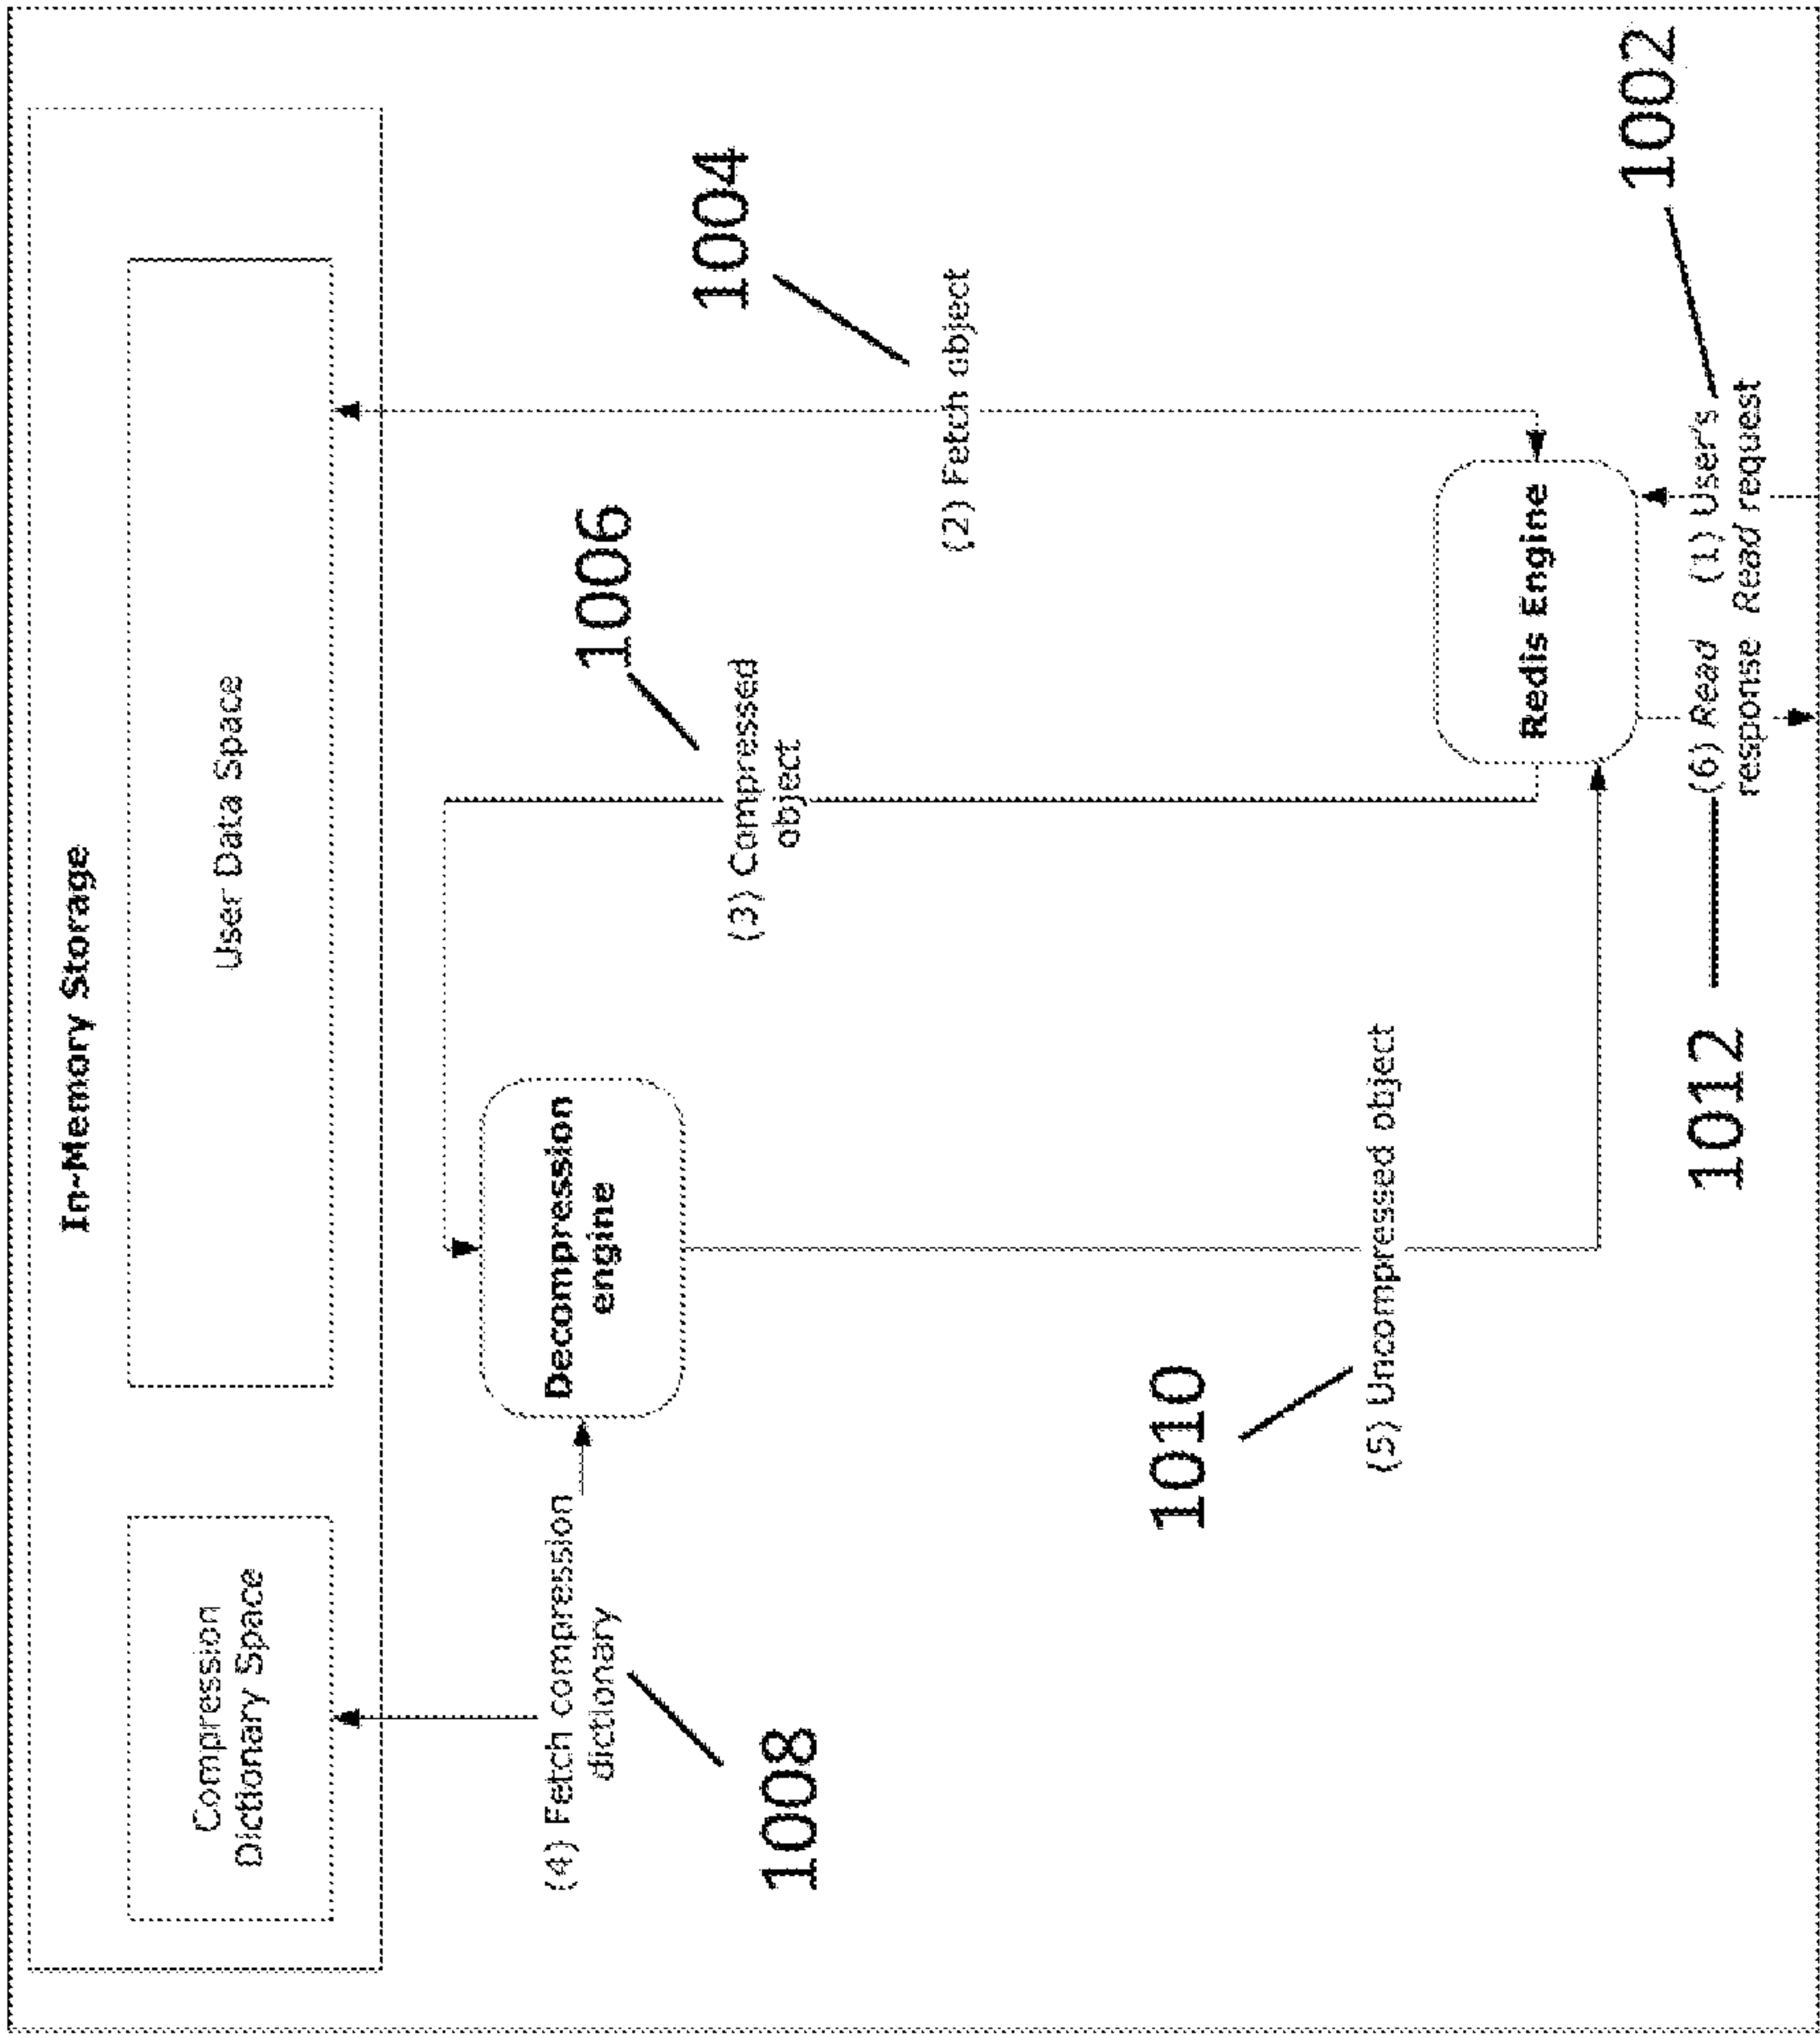 In-Memory Storage
Compression
Dictionary Space
User Data Space
(4) Fetch compression
dictionary
1008
Decompression
engine
(3) Compressed
object
1006
(2) Fetch object
1004
1010
(5) Uncompressed object
Redis Engine
1012
(6) Read
response
(1) User's
Read request
1002